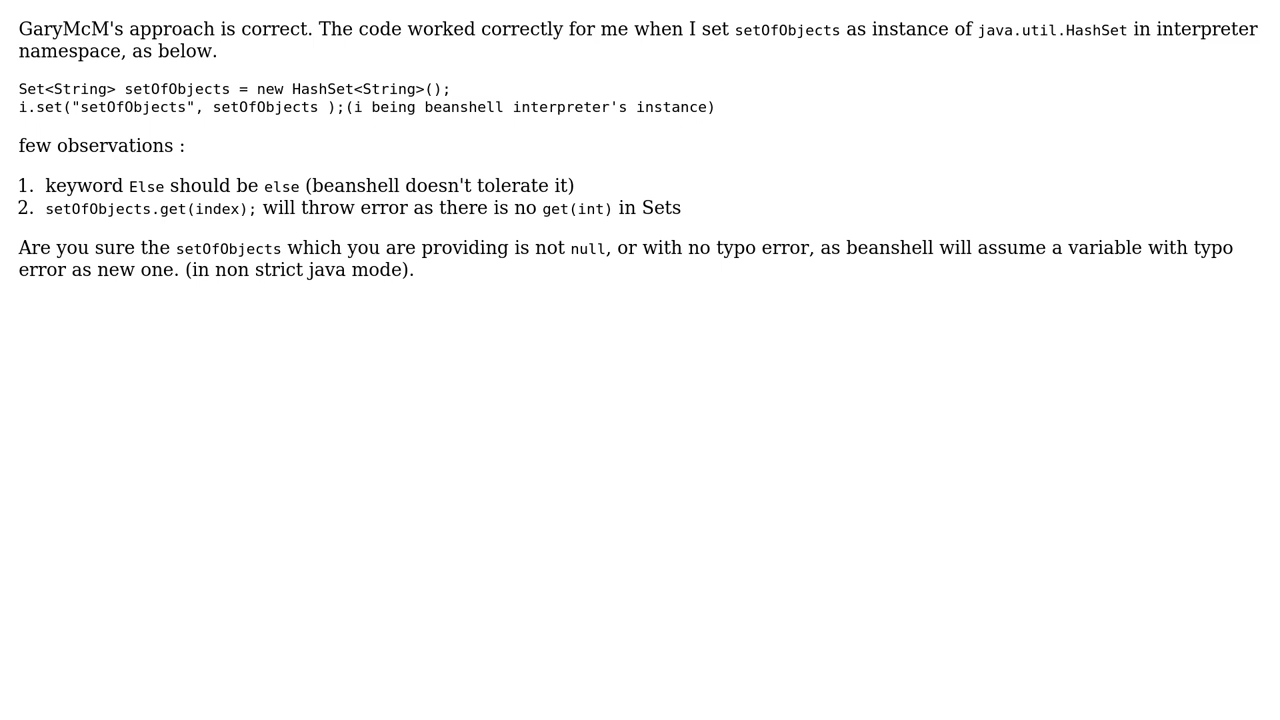 GaryMcM's approach is correct. The code worked correctly for me when I set setOfObjects as instance of java.util.HashSet in interpreter
namespace, as below.
Set<String> setOfObjects = new HashSet<String>();
i.set("setOfObjects", setOfObjects );(i being beanshell interpreter's instance)
few observations :
1. keyword Else should be else (beanshell doesn't tolerate it)
2. setOfObjects.get(index); will throw error as there is no get(int) in Sets
Are you sure the setOfObjects which you are providing is not null, or with no typo error, as beanshell will assume a variable with typo
error as new one. (in non strict java mode).